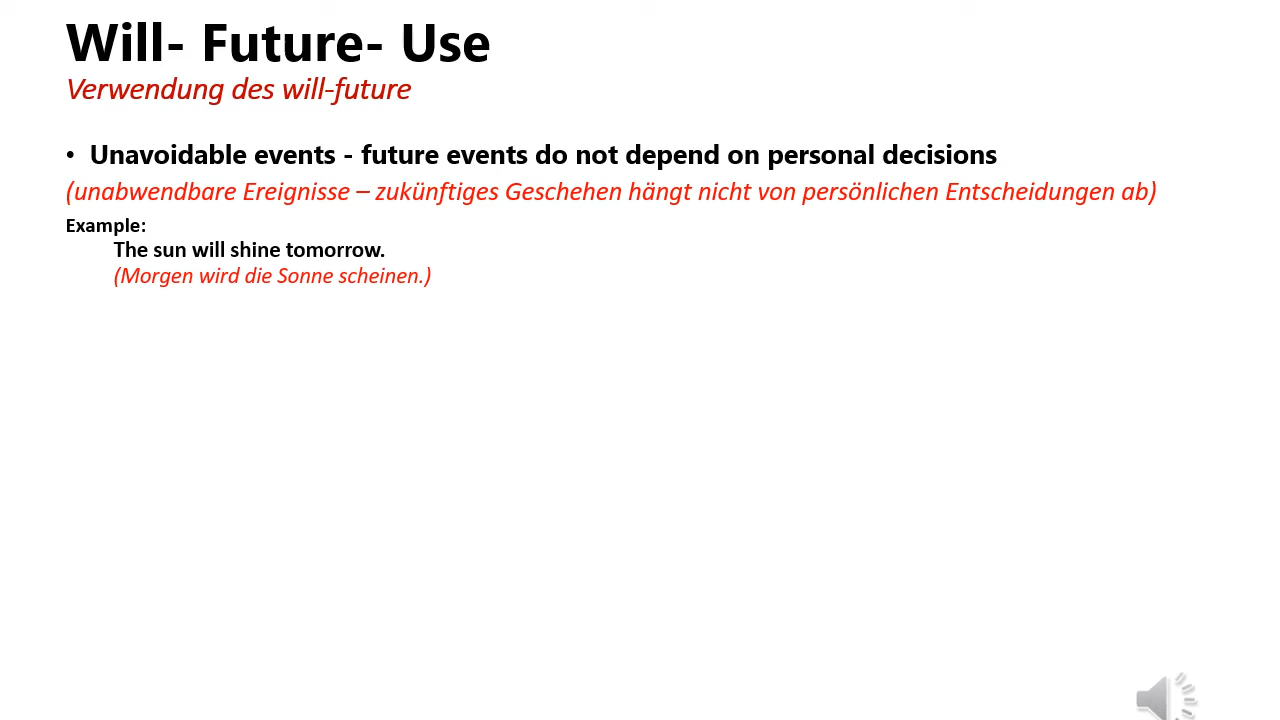 Will- Future- Use
Verwendung des will-future
• Unavoidable events - future events do not depend on personal decisions
(unabwendbare Ereignisse – zukünftiges Geschehen hängt nicht von persönlichen Entscheidungen ab)
Example:
The sun will shine tomorrow.
(Morgen wird die Sonne scheinen.)